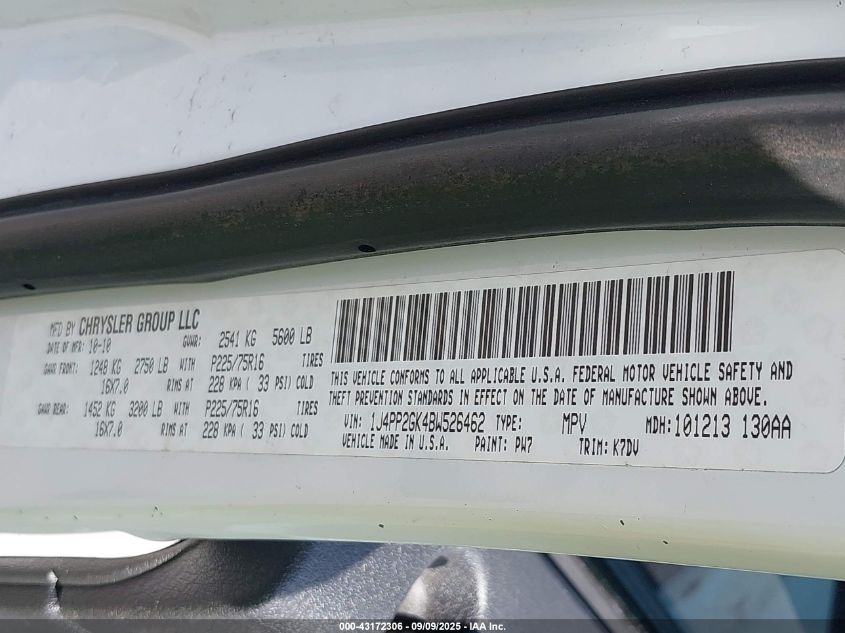 MFD BY CHRYSLER GROUP LLC
DATE OF MFR: 10-10 GVWR: 2541 KG 5600 LB
GAWR FRONT: 1248 KG 2750 LB WITH P225/75R16 TIRES
16X7.0 RIMS AT 228 KPA ( 33 PSI) COLD
GAWR REAR: 1452 KG 3200 LB WITH P225/75R16 TIRES
16X7.0 RIMS AT 228 KPA ( 33 PSI) COLD
THIS VEHICLE CONFORMS TO ALL APPLICABLE U.S.A. FEDERAL MOTOR VEHICLE SAFETY AND
THEFT PREVENTION STANDARDS IN EFFECT ON THE DATE OF MANUFACTURE SHOWN ABOVE.
VIN: 1J4PP2GK4BW526462 TYPE: MPV MDH: 101213 130AA
VEHICLE MADE IN U.S.A. PAINT: PW7 TRIM: K7DV
000-43172306 - 09/09/2025 - IAA Inc.